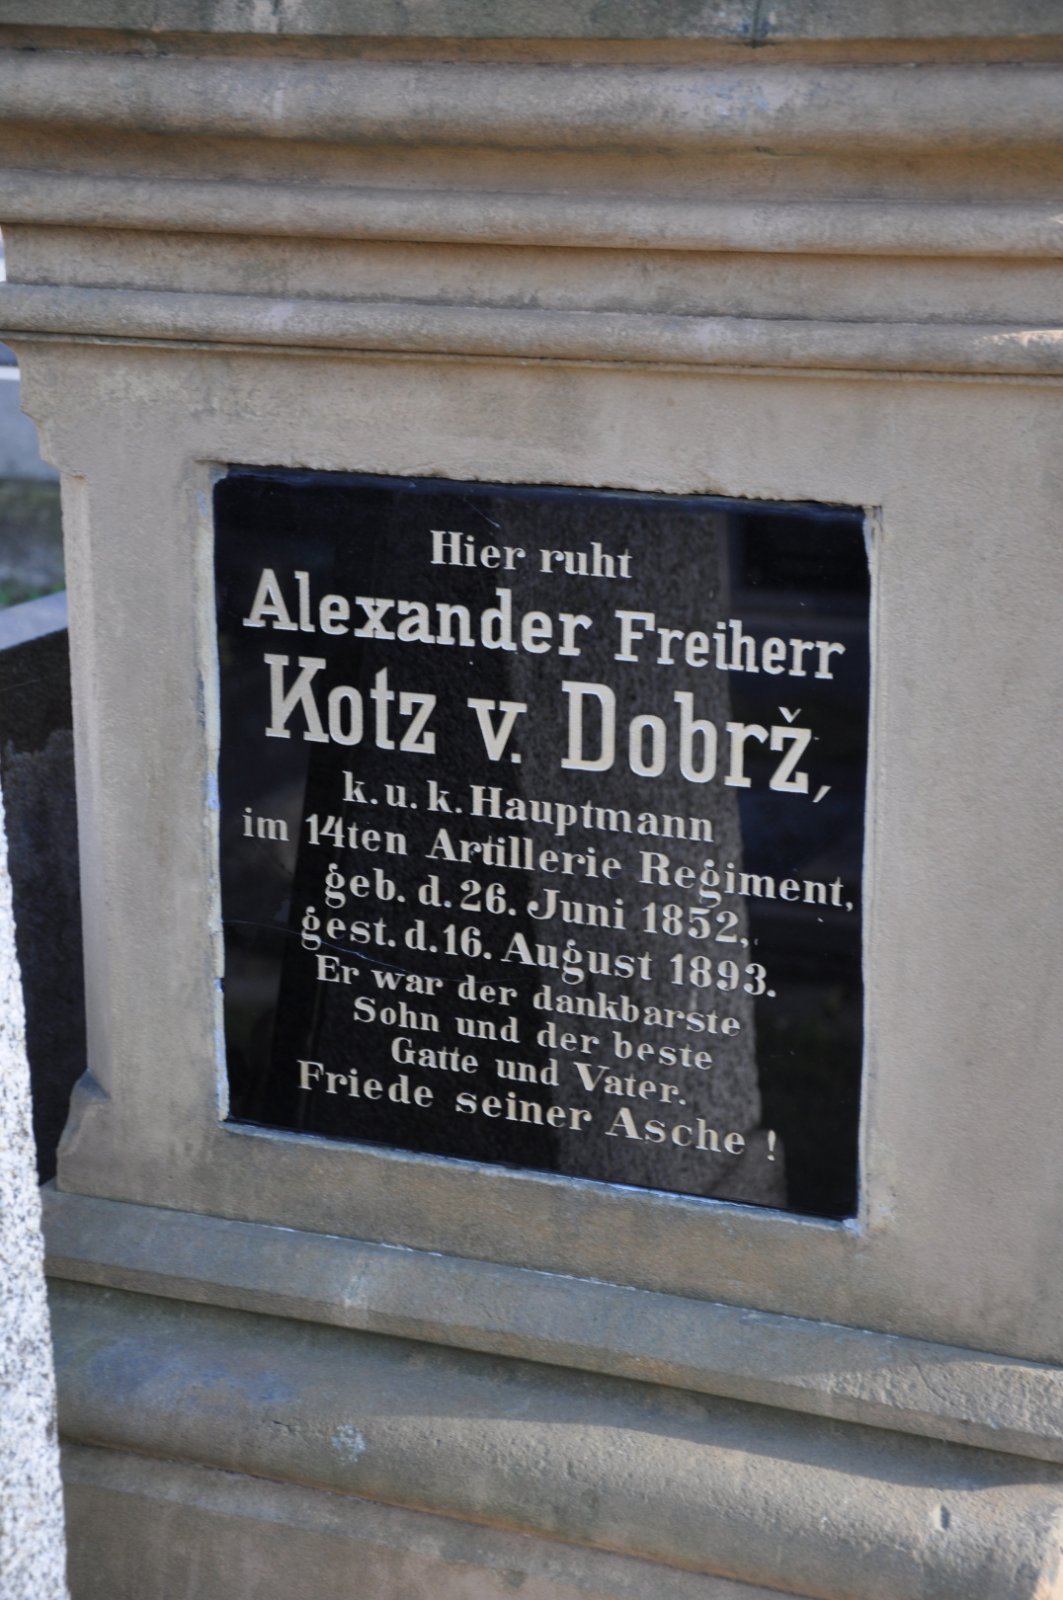 Hier ruht
Alexander Freiherr
Kotz v. Dobrž,
k. u. k. Hauptmann
im 14ten Artillerie Regiment,
geb. d. 26. Juni 1852,
gest. d. 16. August 1893.
Er war der dankbarste
Sohn und der beste
Gatte und Vater.
Friede seiner Asche !